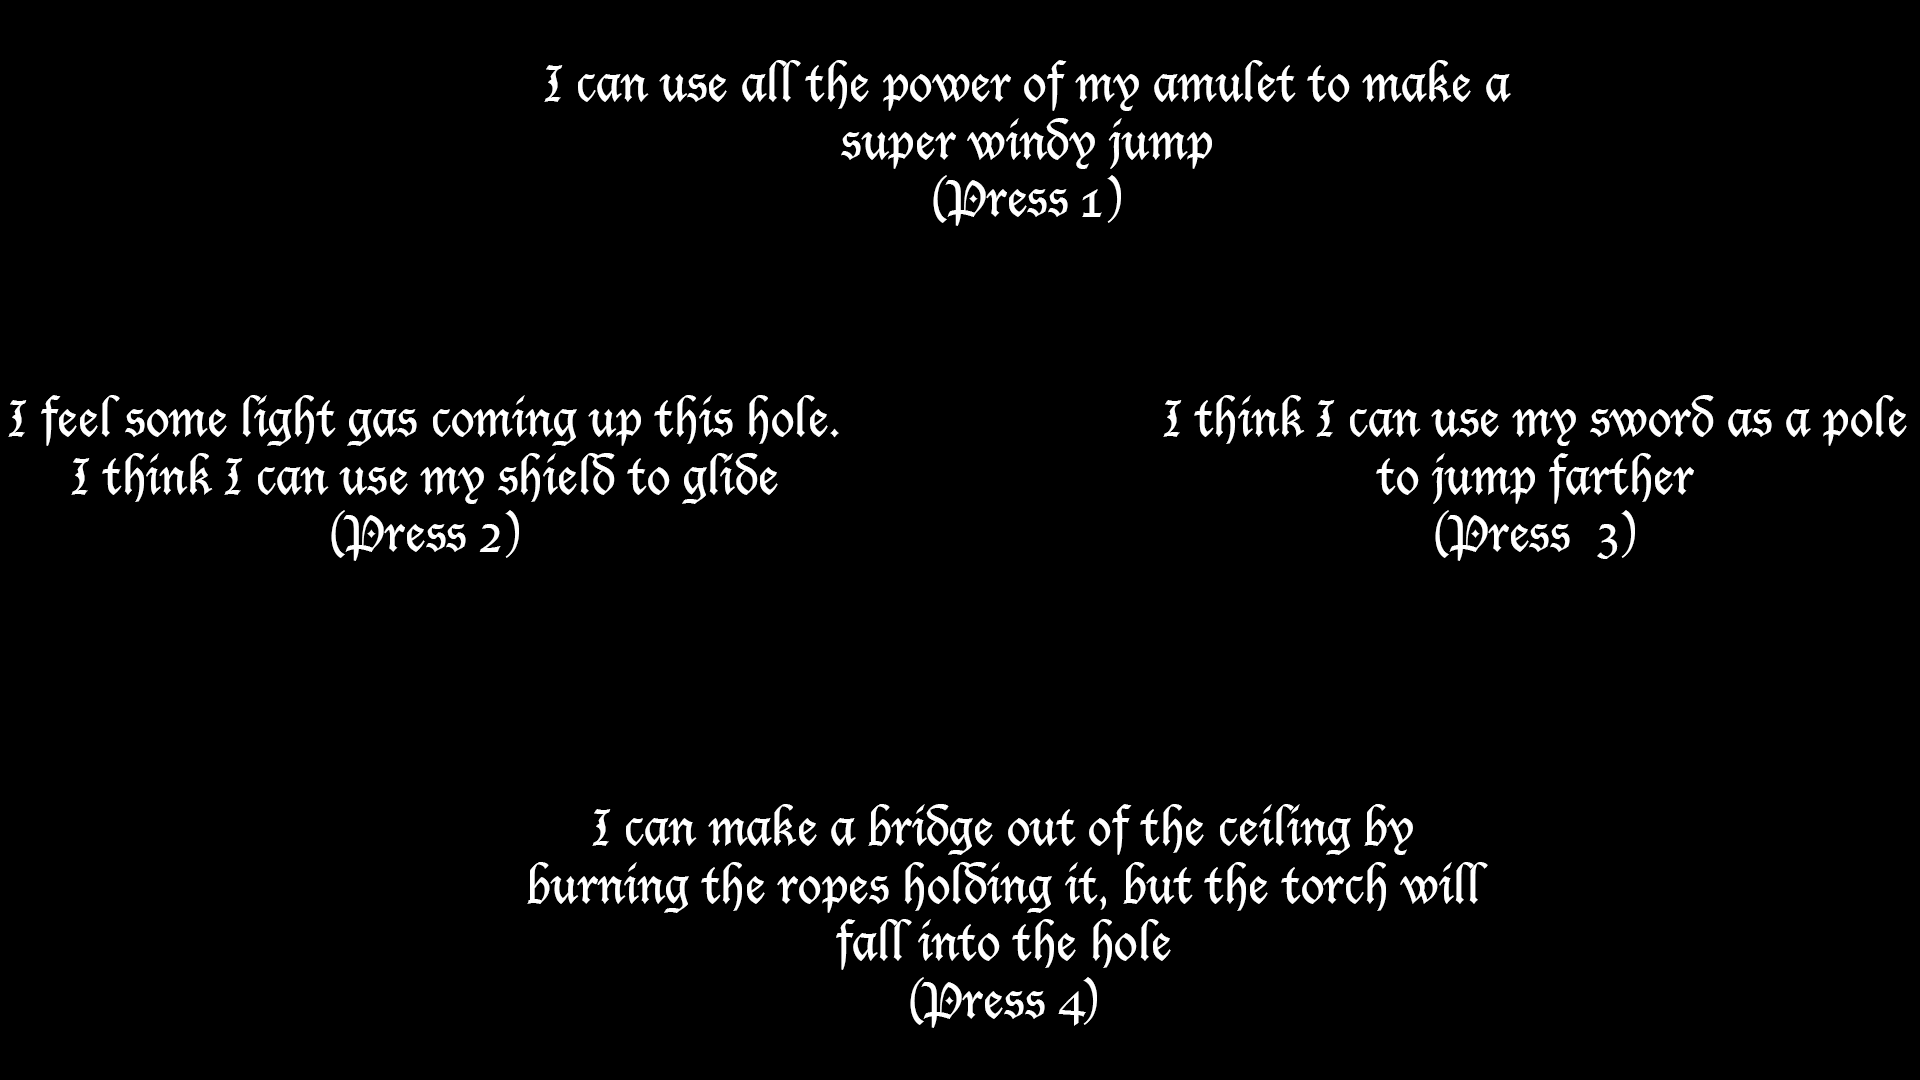 I can use all the power of my amulet to make a
super windy jump
(Press 1)
I feel some light gas coming up this hole.
I think I can use my shield to glide
(Press 2)
I think I can use my sword as a pole
to jump farther
(Press  3)
I can make a bridge out of the ceiling by
burning the ropes holding it, but the torch will
fall into the hole
(Press 4)